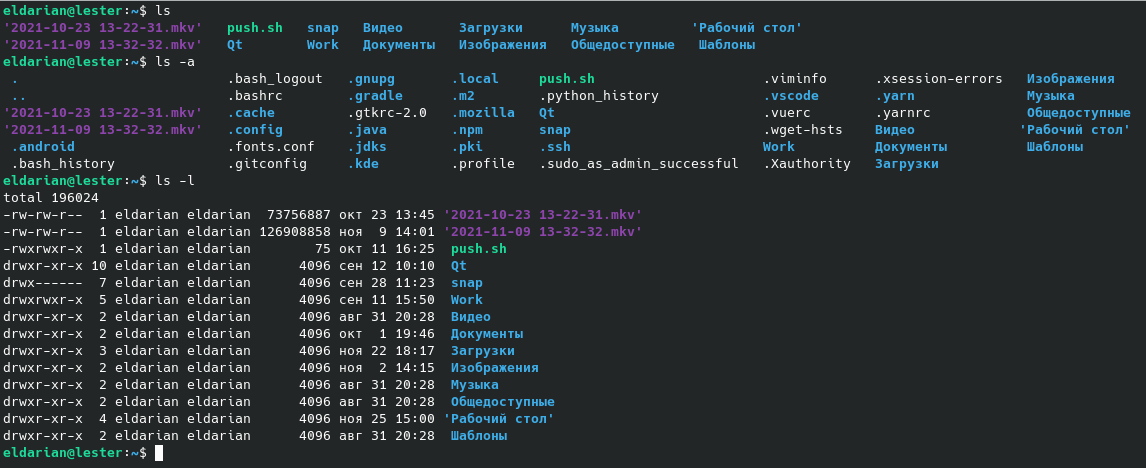 eldarian@lester:~$ ls
'2021-10-23 13-22-31.mkv'   push.sh   snap   Видео       Загрузки      Музыка         'Рабочий стол'
'2021-11-09 13-32-32.mkv'   Qt        Work   Документы   Изображения   Общедоступные   Шаблоны
eldarian@lester:~$ ls -a
 .                          .bash_logout   .gnupg    .local     push.sh                     .viminfo     .xsession-errors   Изображения
 ..                         .bashrc        .gradle   .m2        .python_history             .vscode      .yarn              Музыка
'2021-10-23 13-22-31.mkv'   .cache         .gtkrc-2.0   .mozilla   Qt                          .vuerc       .yarnrc            Общедоступные
'2021-11-09 13-32-32.mkv'   .config        .java     .npm       snap                        .wget-hsts   Видео             'Рабочий стол'
 .android                   .fonts.conf    .jdks     .pki       .ssh                        Work         Документы          Шаблоны
 .bash_history              .gitconfig     .kde      .profile   .sudo_as_admin_successful   .Xauthority  Загрузки
eldarian@lester:~$ ls -l
total 196024
-rw-rw-r--  1 eldarian eldarian  73756887 окт 23 13:45 '2021-10-23 13-22-31.mkv'
-rw-rw-r--  1 eldarian eldarian 126908858 ноя  9 14:01 '2021-11-09 13-32-32.mkv'
-rwxrwxr-x  1 eldarian eldarian        75 окт 11 16:25  push.sh
drwxr-xr-x 10 eldarian eldarian      4096 сен 12 10:10  Qt
drwx------  7 eldarian eldarian      4096 сен 28 11:23  snap
drwxrwxr-x  5 eldarian eldarian      4096 сен 11 15:50  Work
drwxr-xr-x  2 eldarian eldarian      4096 авг 31 20:28  Видео
drwxr-xr-x  2 eldarian eldarian      4096 окт  1 19:46  Документы
drwxr-xr-x  3 eldarian eldarian      4096 ноя 22 18:17  Загрузки
drwxr-xr-x  2 eldarian eldarian      4096 ноя  2 14:15  Изображения
drwxr-xr-x  2 eldarian eldarian      4096 авг 31 20:28  Музыка
drwxr-xr-x  2 eldarian eldarian      4096 авг 31 20:28  Общедоступные
drwxr-xr-x  4 eldarian eldarian      4096 ноя 25 15:00 'Рабочий стол'
drwxr-xr-x  2 eldarian eldarian      4096 авг 31 20:28  Шаблоны
eldarian@lester:~$